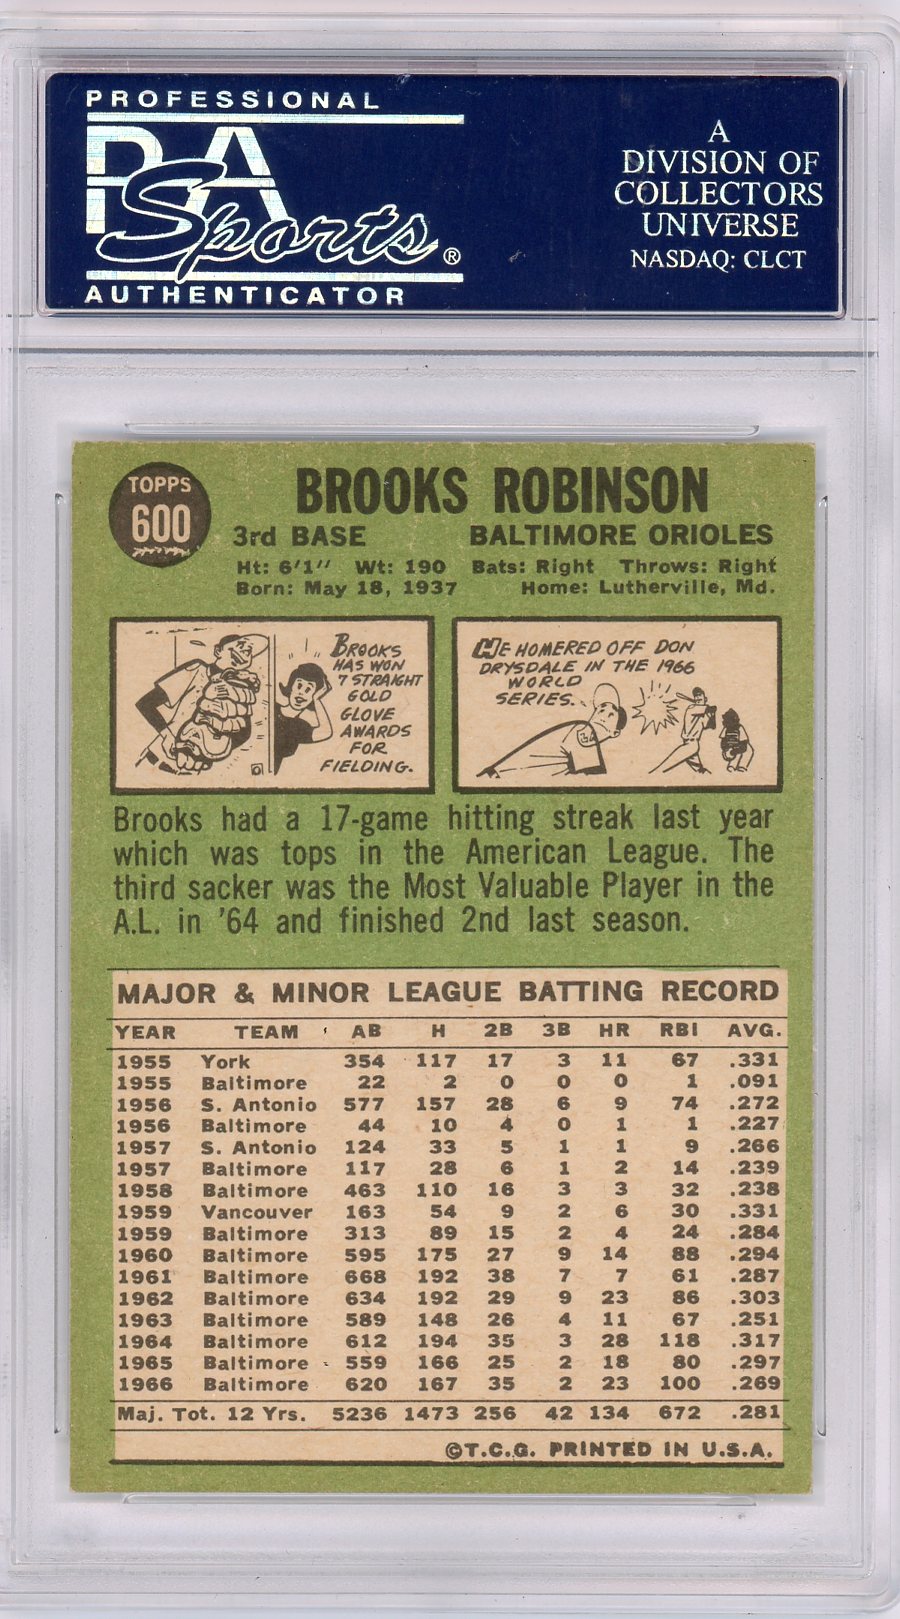 PROFESSIONAL
PSA
Sports®
AUTHENTICATOR
A
DIVISION OF
COLLECTORS
UNIVERSE
NASDAQ: CLCT
TOPPS
600
BROOKS ROBINSON
3rd BASE BALTIMORE ORIOLES
Ht: 6'1" Wt: 190 Bats: Right Throws: Right
Born: May 18, 1937 Home: Lutherville, Md.
BROOKS
HAS WON
7 STRAIGHT
GOLD
GLOVE
AWARDS
FOR
FIELDING.
HE HOMERED OFF DON
DRYSDALE IN THE 1966
WORLD
SERIES.
Brooks had a 17-game hitting streak last year
which was tops in the American League. The
third sacker was the Most Valuable Player in the
A.L. in '64 and finished 2nd last season.
MAJOR & MINOR LEAGUE BATTING RECORD
YEAR TEAM AB H 2B 3B HR RBI AVG.
1955 York 354 117 17 3 11 67 .331
1955 Baltimore 22 2 0 0 0 1 .091
1956 S. Antonio 577 157 28 6 9 74 .272
1956 Baltimore 44 10 4 0 1 1 .227
1957 S. Antonio 124 33 5 1 1 9 .266
1957 Baltimore 117 28 6 1 2 14 .239
1958 Baltimore 463 110 16 3 3 32 .238
1959 Vancouver 163 54 9 2 6 30 .331
1959 Baltimore 313 89 15 2 4 24 .284
1960 Baltimore 595 175 27 9 14 88 .294
1961 Baltimore 668 192 38 7 7 61 .287
1962 Baltimore 634 192 29 9 23 86 .303
1963 Baltimore 589 148 26 4 11 67 .251
1964 Baltimore 612 194 35 3 28 118 .317
1965 Baltimore 559 166 25 2 18 80 .297
1966 Baltimore 620 167 35 2 23 100 .269
Maj. Tot. 12 Yrs. 5236 1473 256 42 134 672 .281
©T.C.G. PRINTED IN U.S.A.